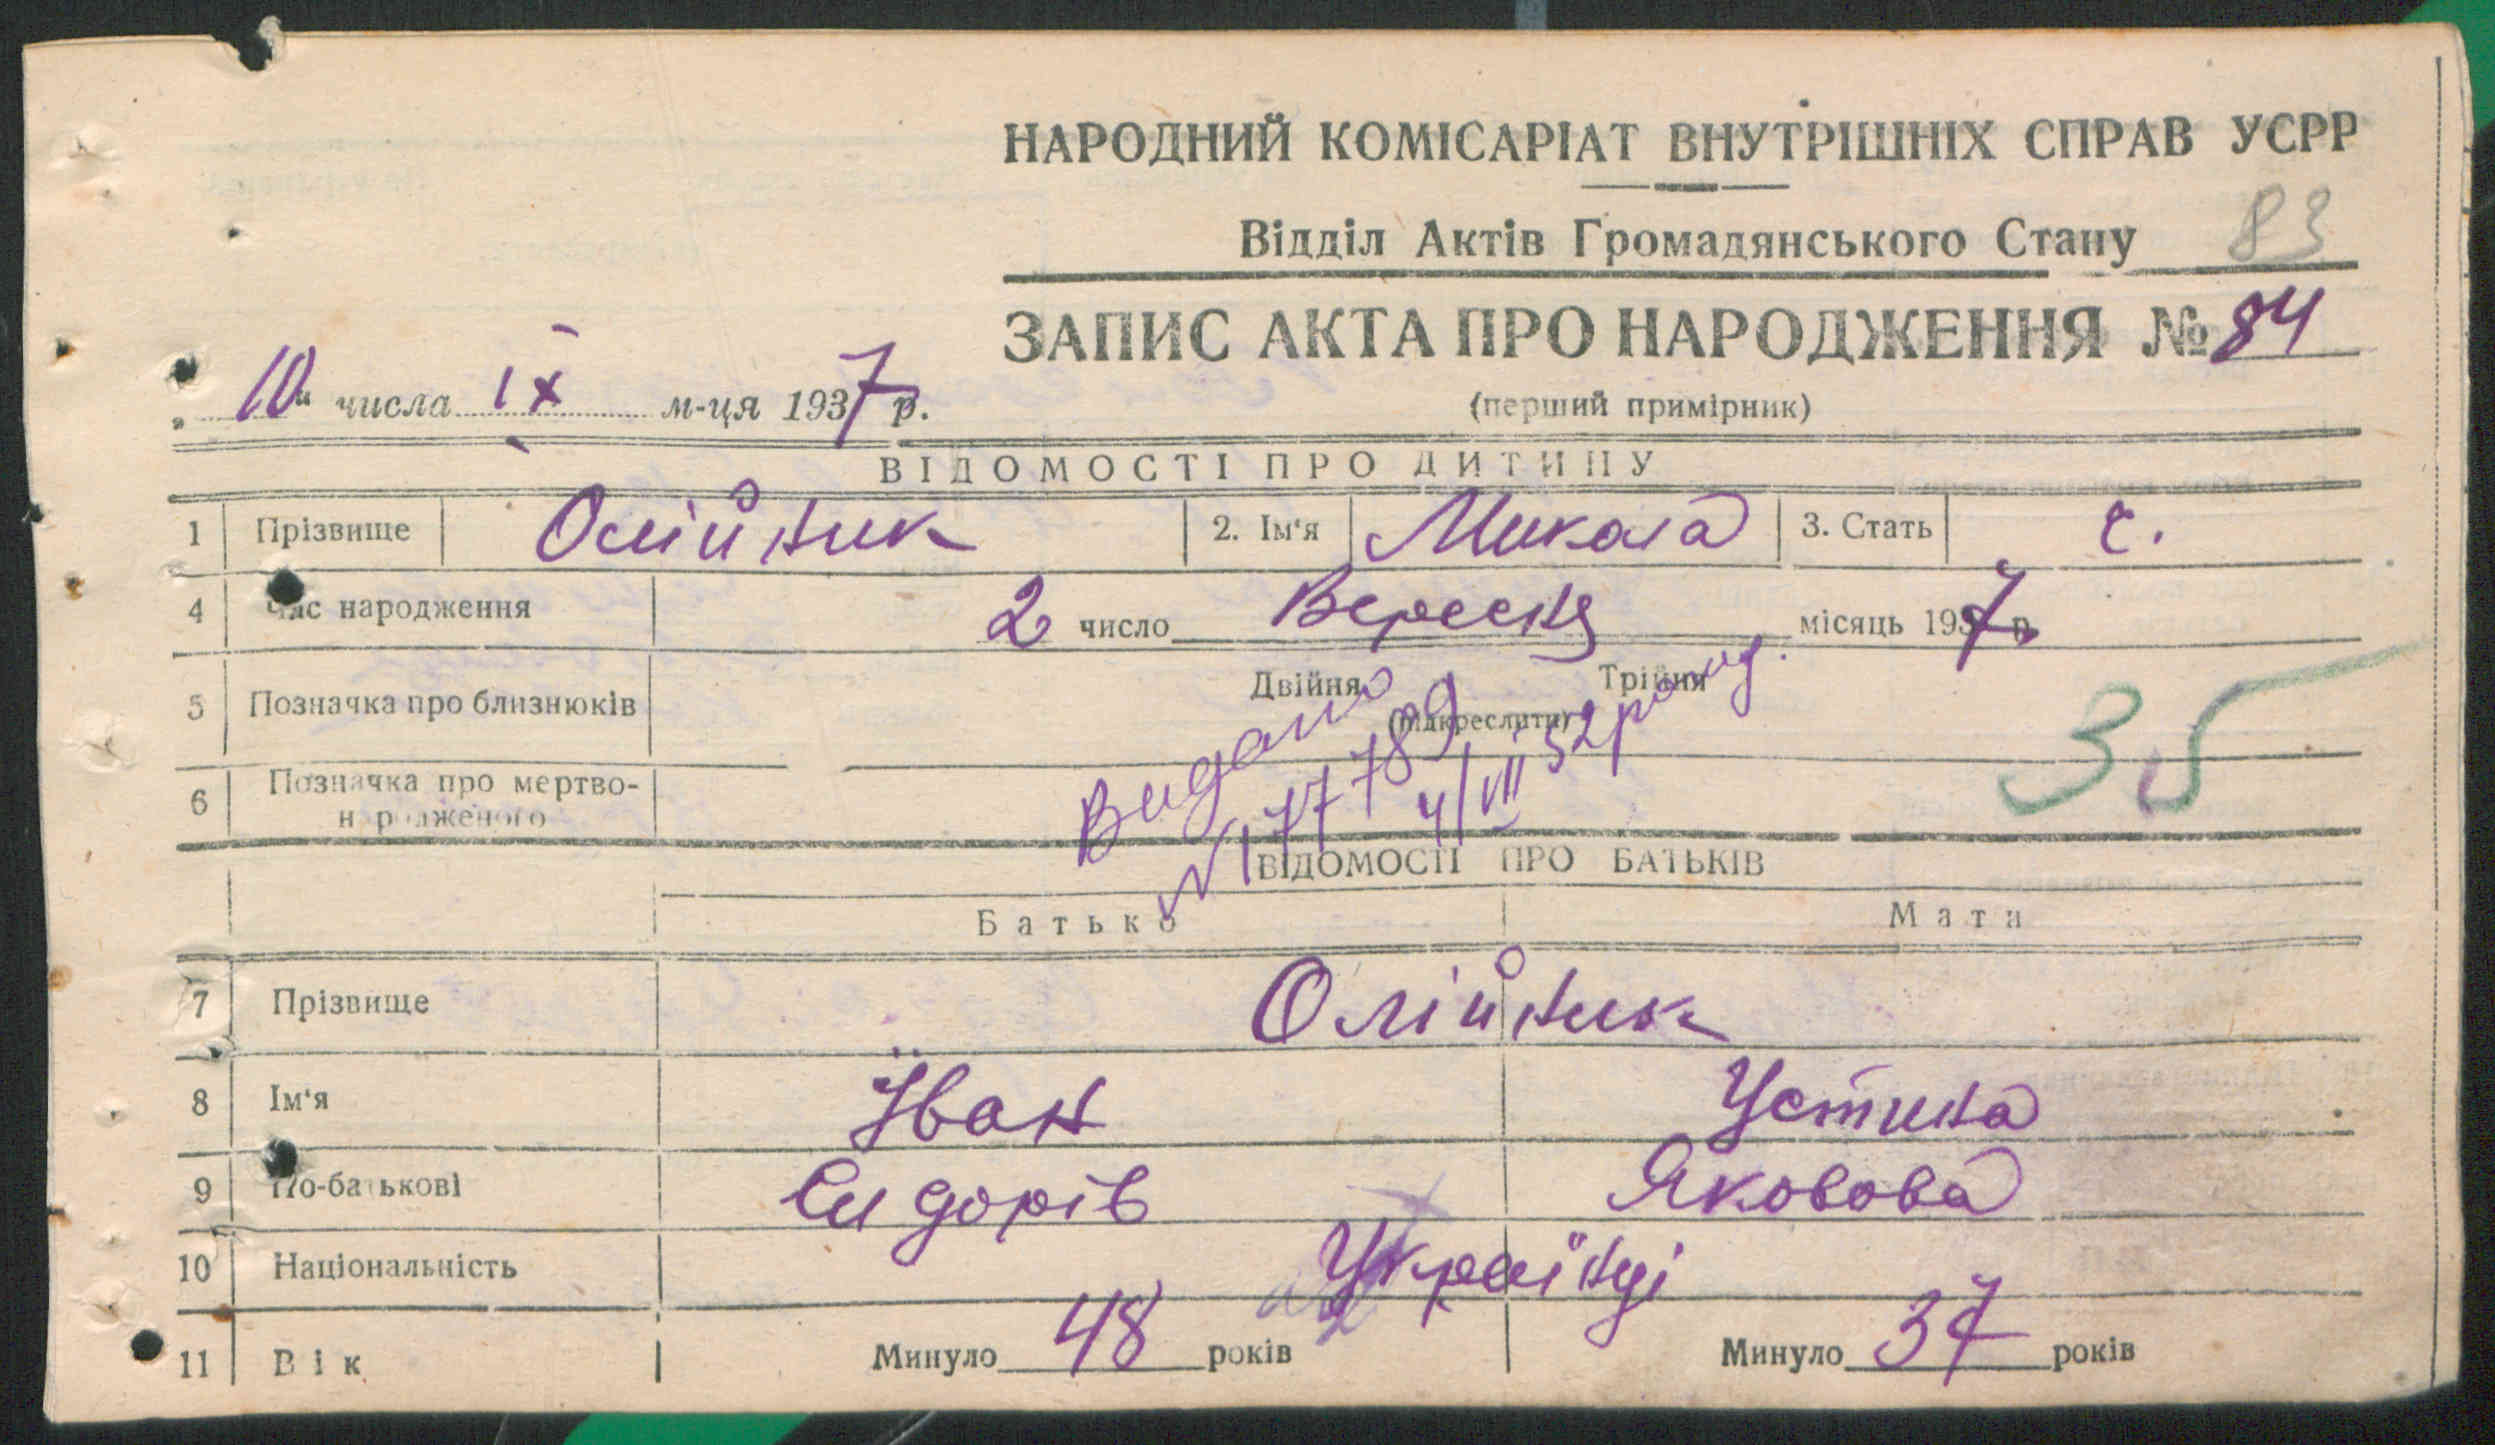 НАРОДНИЙ КОМІСАРІАТ ВНУТРІШНІХ СПРАВ УСРР
Відділ Актів Громадянського Стану 83
ЗАПИС АКТА ПРО НАРОДЖЕННЯ № 84
(перший примірник)
„10“ числа IX м-ця 1937 р.
ВІДОМОСТІ ПРО ДИТИНУ
1 Прізвище Олійник 2. Ім‘я Микола 3. Стать ч.
4 Час народження 2 число Вересня місяць 1937 р.
5 Позначка про близнюків Двійня Трійня
(підкреслити)
35
6 Позначка про мертво-
народженого
Видано
№ 177789
4/VIII 52
ВІДОМОСТІ ПРО БАТЬКІВ
Батько Мати
7 Прізвище Олійник
8 Ім‘я Іван Устина
9 По-батькові Сидорів Яковова
10 Національність Українці
11 Вік Минуло 48 років Минуло 37 років